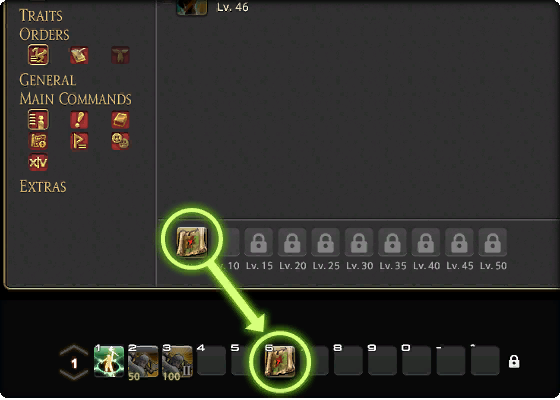 Lv. 46
TRAITS
ORDERS
GENERAL
MAIN COMMANDS
XIV
EXTRAS
10 Lv. 15 Lv. 20 Lv. 25 Lv. 30 Lv. 35 Lv. 40 Lv. 45 Lv. 50
1 1 2 3 4 5 6 8 9 0 - ^
50 100 II